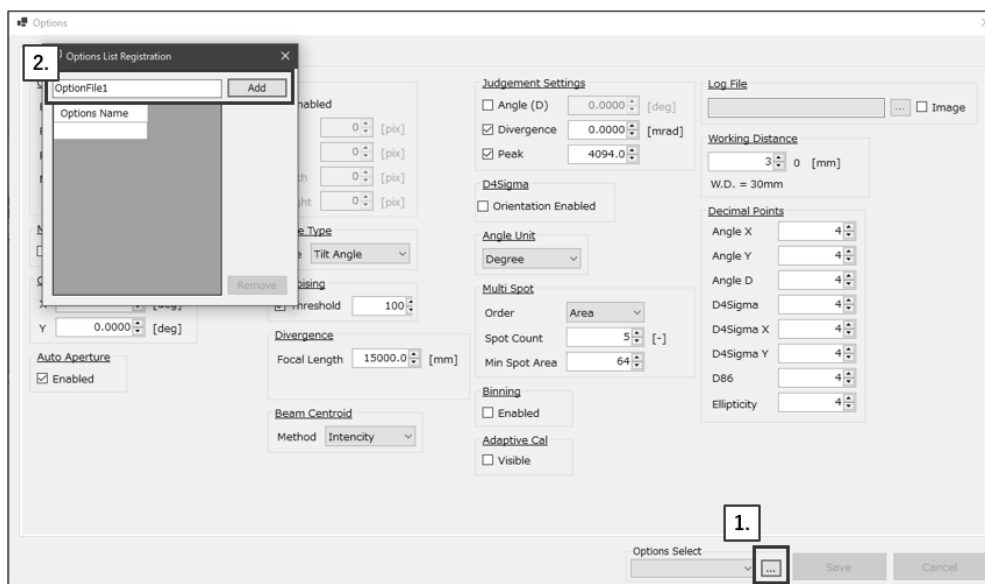 Options
2.
Options List Registration
OptionFile1
Add
Options Name
Remove
[deg]
Y 0.0000 [deg]
Auto Aperture
Enabled
0 [pix]
0 [pix]
0 [pix]
0 [pix]
Tilt Angle
Threshold 100
Divergence
Focal Length 15000.0 [mm]
Beam Centroid
Method Intencity
Judgement Settings
Angle (D) 0.0000 [deg]
Divergence 0.0000 [mrad]
Peak 4094.0
D4Sigma
Orientation Enabled
Angle Unit
Degree
Multi Spot
Order Area
Spot Count 5 [-]
Min Spot Area 64
Binning
Enabled
Adaptive Cal
Visible
Log File
... Image
Working Distance
3 0 [mm]
W.D. = 30mm
Decimal Points
Angle X 4
Angle Y 4
Angle D 4
D4Sigma 4
D4Sigma X 4
D4Sigma Y 4
D86 4
Ellipticity 4
1.
Options Select
... Save Cancel